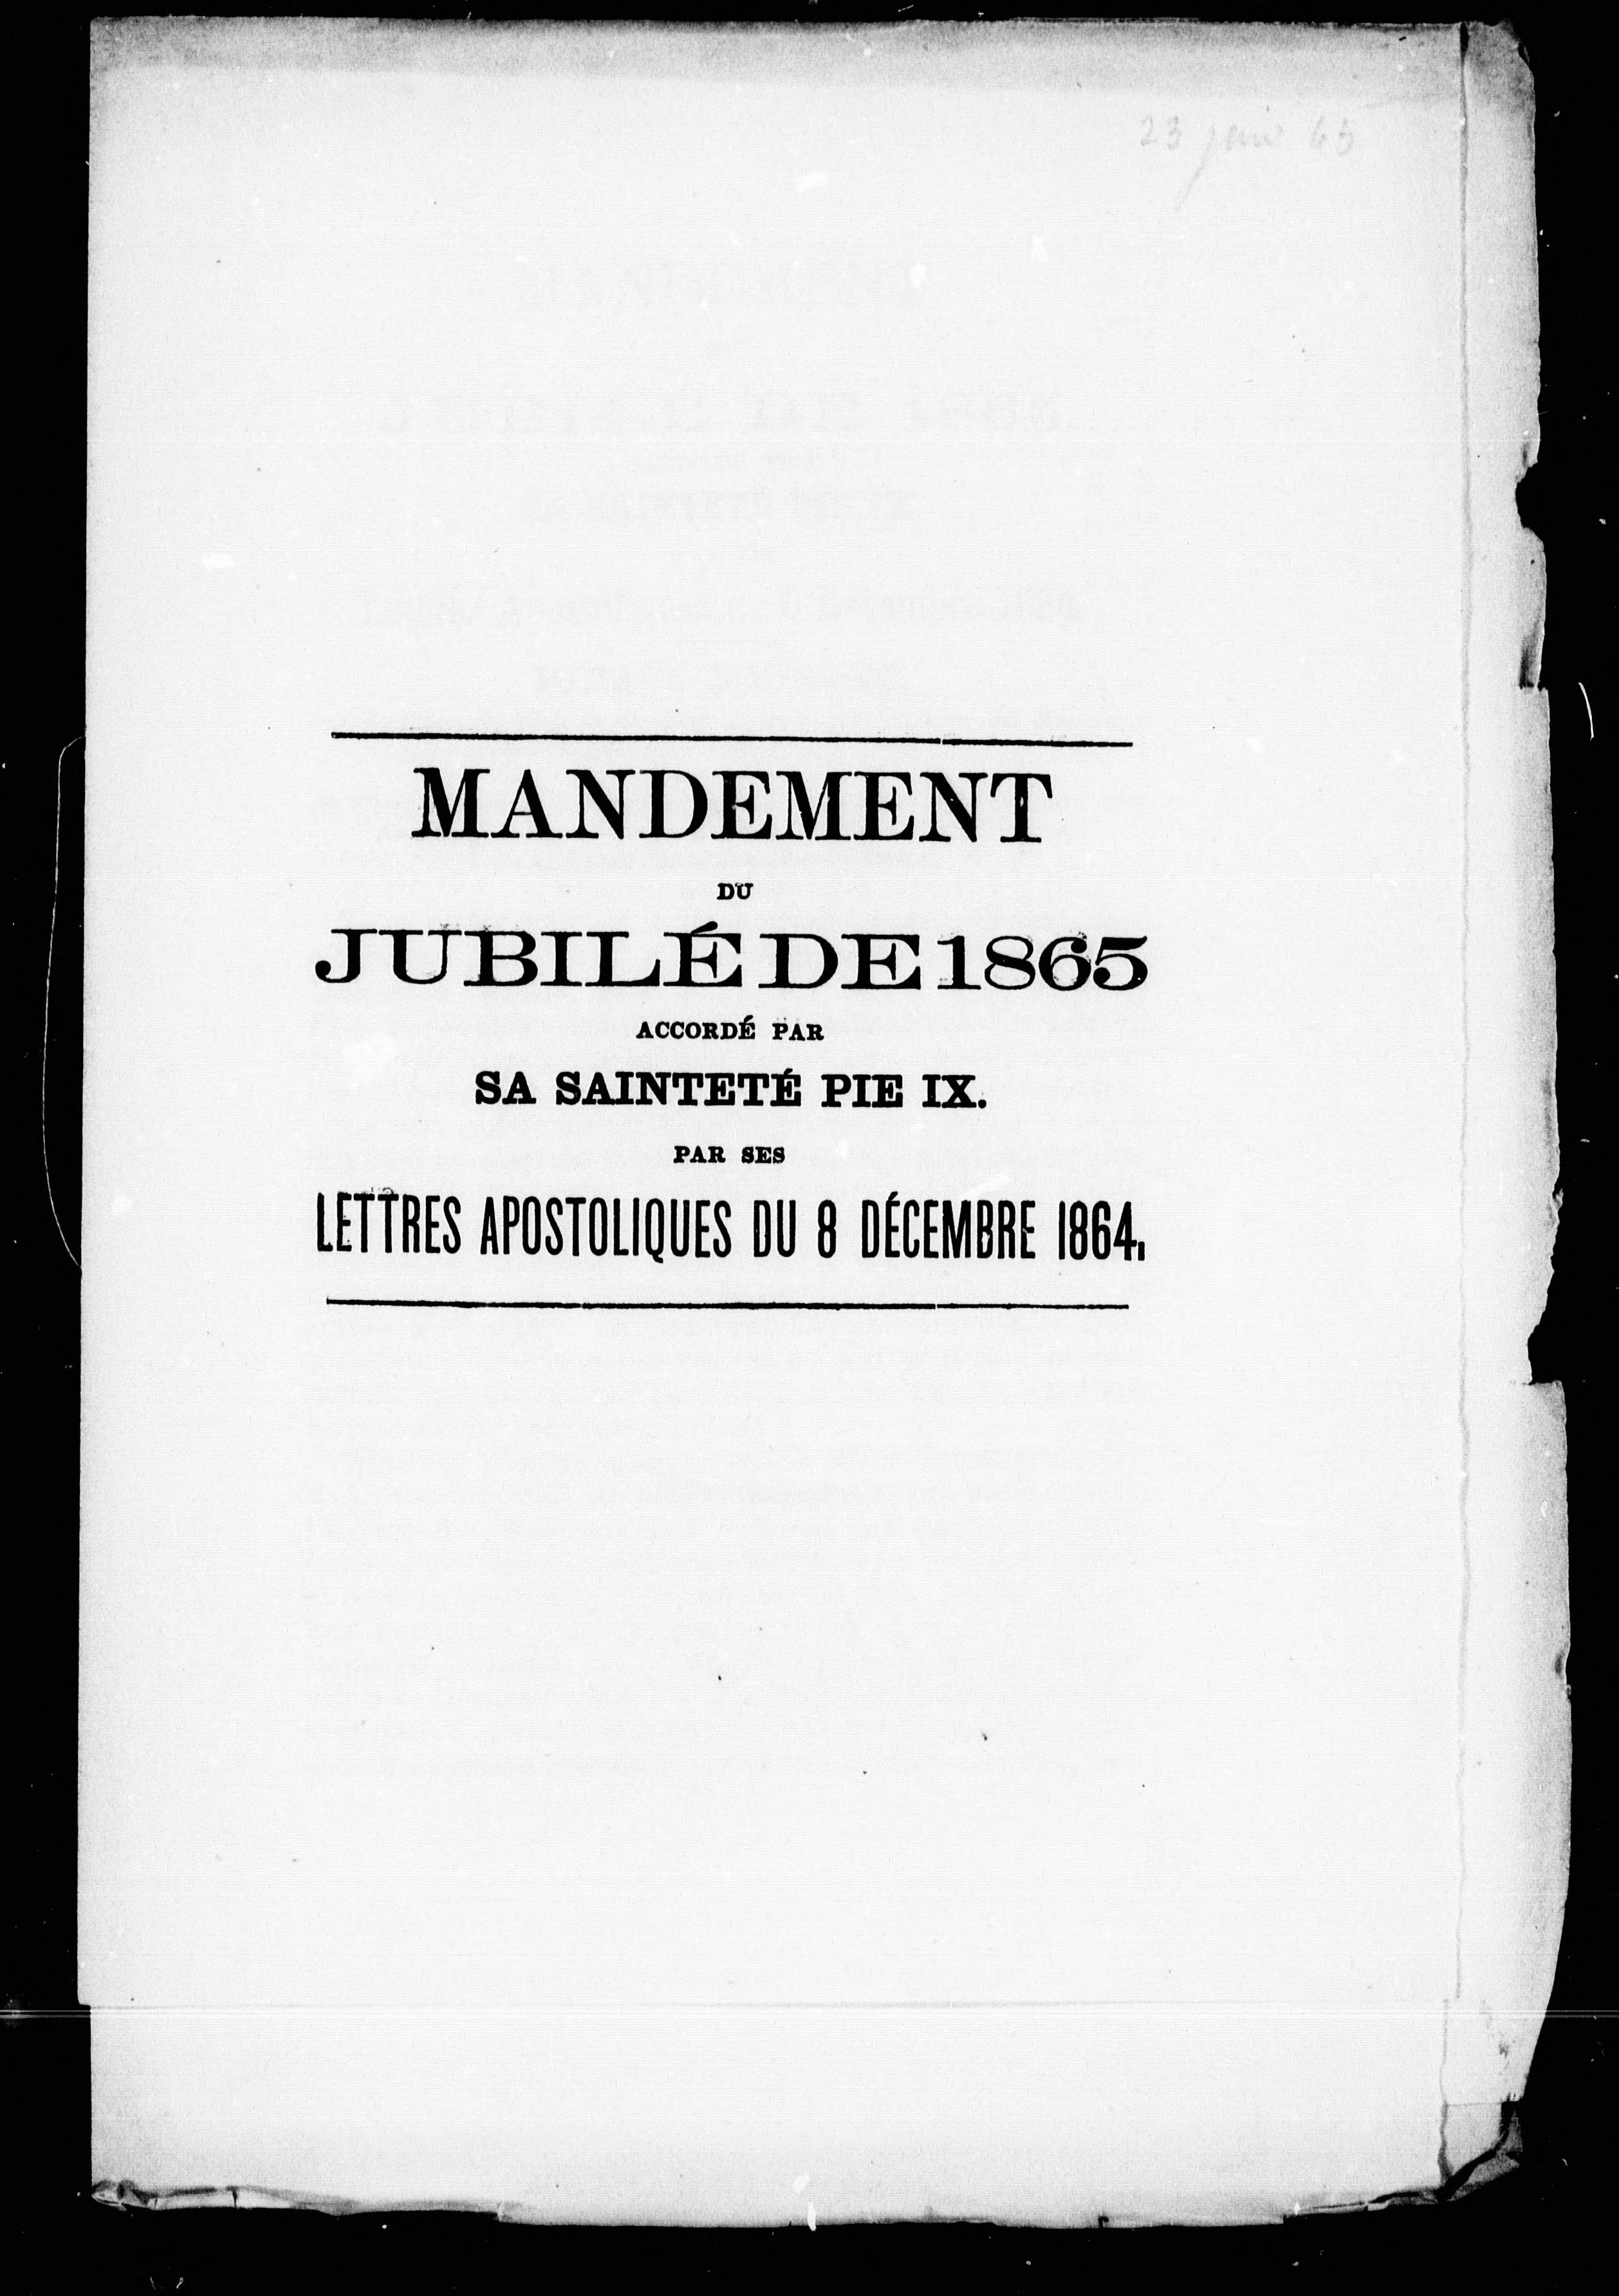 23 janv 65
MANDEMENT
DU
JUBILÉ DE 1865
ACCORDÉ PAR
SA SAINTETÉ PIE IX.
PAR SES
LETTRES APOSTOLIQUES DU 8 DÉCEMBRE 1864.